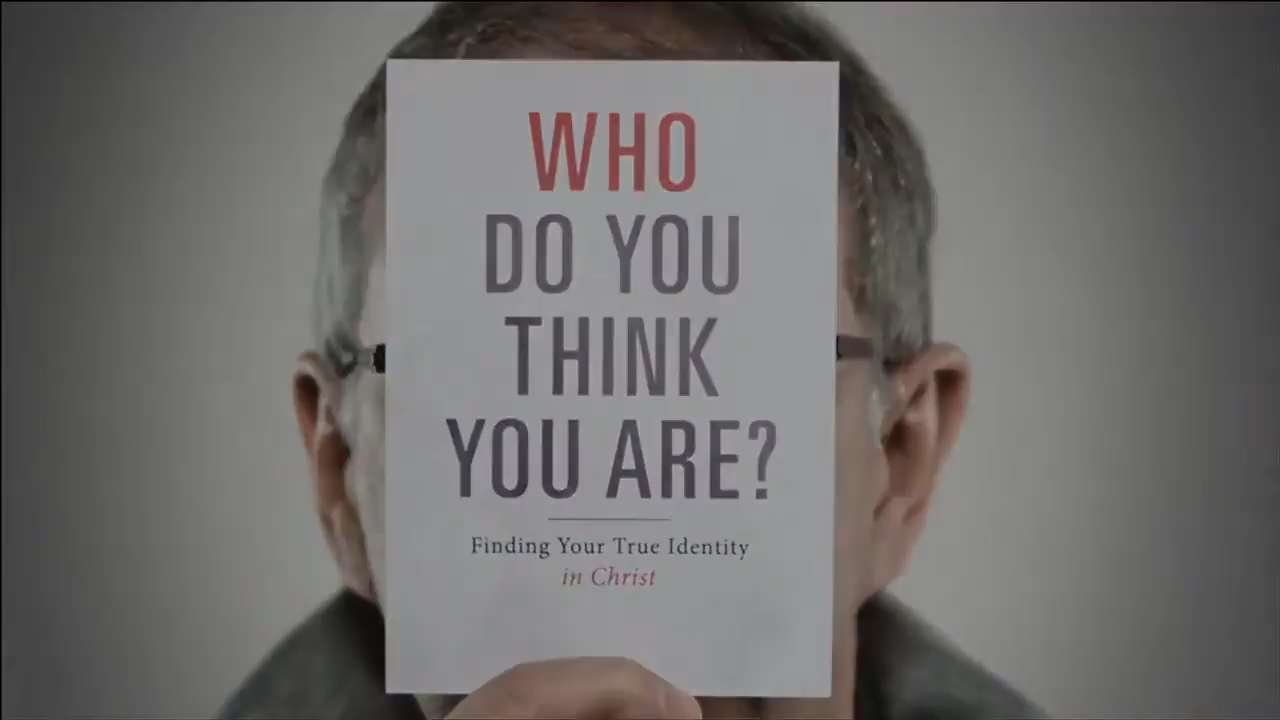 WHO
DO YOU
THINK
YOU ARE?
Finding Your True Identity
in Christ